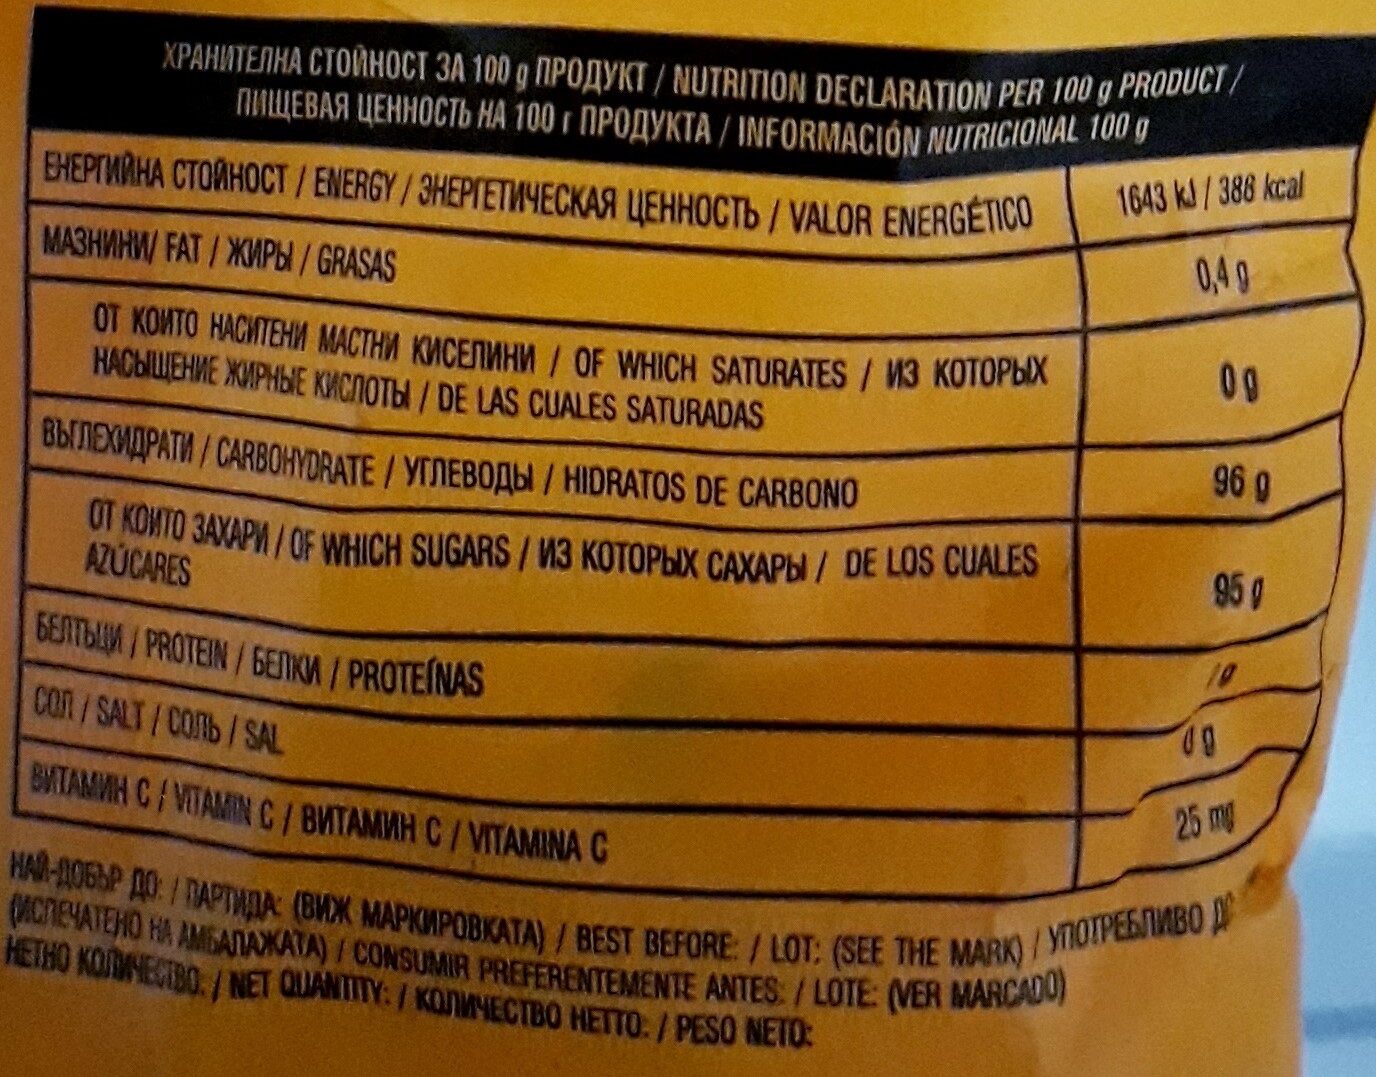 ХРАНИТЕЛНА СТОЙНОСТ ЗА 100 g ПРОДУКТ / NUTRITION DECLARATION PER 100 g PRODUCT /
ПИЩЕВАЯ ЦЕННОСТЬ НА 100 г ПРОДУКТА / INFORMACIÓN NUTRICIONAL 100 g
ЕНЕРГИЙНА СТОЙНОСТ / ENERGY / ЭНЕРГЕТИЧЕСКАЯ ЦЕННОСТЬ / VALOR ENERGÉTICO 1643 kJ / 388 kcal
МАЗНИНИ/ FAT / ЖИРЫ / GRASAS 0,4 g
ОТ КОИТО НАСИТЕНИ МАСТНИ КИСЕЛИНИ / OF WHICH SATURATES / ИЗ КОТОРЫХ
НАСЫЩЕНИЕ ЖИРНЫЕ КИСЛОТЫ / DE LAS CUALES SATURADAS 0 g
ВЪГЛЕХИДРАТИ / CARBOHYDRATE / УГЛЕВОДЫ / HIDRATOS DE CARBONO 96 g
ОТ КОИТО ЗАХАРИ / OF WHICH SUGARS / ИЗ КОТОРЫХ САХАРЫ / DE LOS CUALES
AZÚCARES 95 g
БЕЛТЪЦИ / PROTEIN / БЕЛКИ / PROTEÍNAS g
СОЛ / SALT / СОЛЬ / SAL 0 g
ВИТАМИН С / VITAMIN C / ВИТАМИН С / VITAMINA C 25 mg
НАЙ-ДОБЪР ДО: / ПАРТИДА: (ВИЖ МАРКИРОВКАТА) / BEST BEFORE: / LOT: (SEE THE MARK) / УПОТРЕБЛИВО ДО
(ИСПЕЧАТЕНО НА АМБАЛАЖАТА) / CONSUMIR PREFERENTEMENTE ANTES: / LOTE: (VER MARCADO)
НЕТНО КОЛИЧЕСТВО: / NET QUANTITY: / КОЛИЧЕСТВО НЕТТО: / PESO NETO: